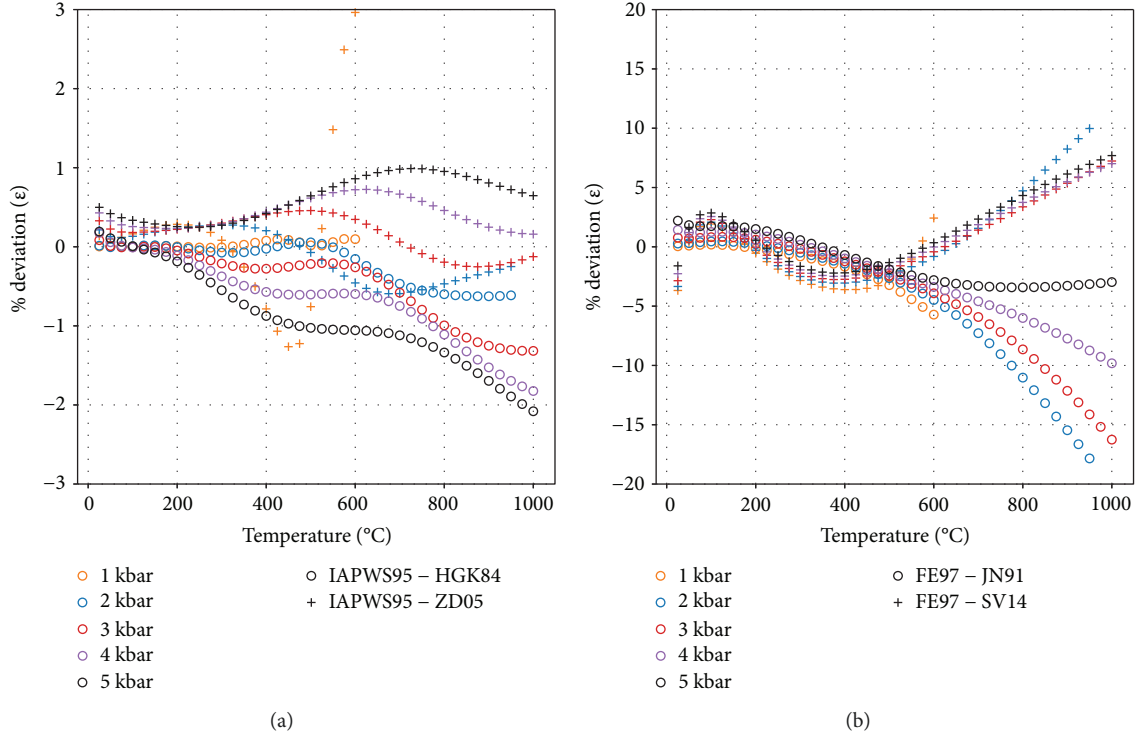 3
2
1
0
−1
−2
−3
% deviation (ε)
0
200
400
600
800
1000
Temperature (°C)
1 kbar
2 kbar
3 kbar
4 kbar
5 kbar
IAPWS95 − HGK84
IAPWS95 − ZD05
(a)
20
15
10
5
0
−5
−10
−15
−20
% deviation (ε)
0
200
400
600
800
1000
Temperature (°C)
1 kbar
2 kbar
3 kbar
4 kbar
5 kbar
FE97 − JN91
FE97 − SV14
(b)